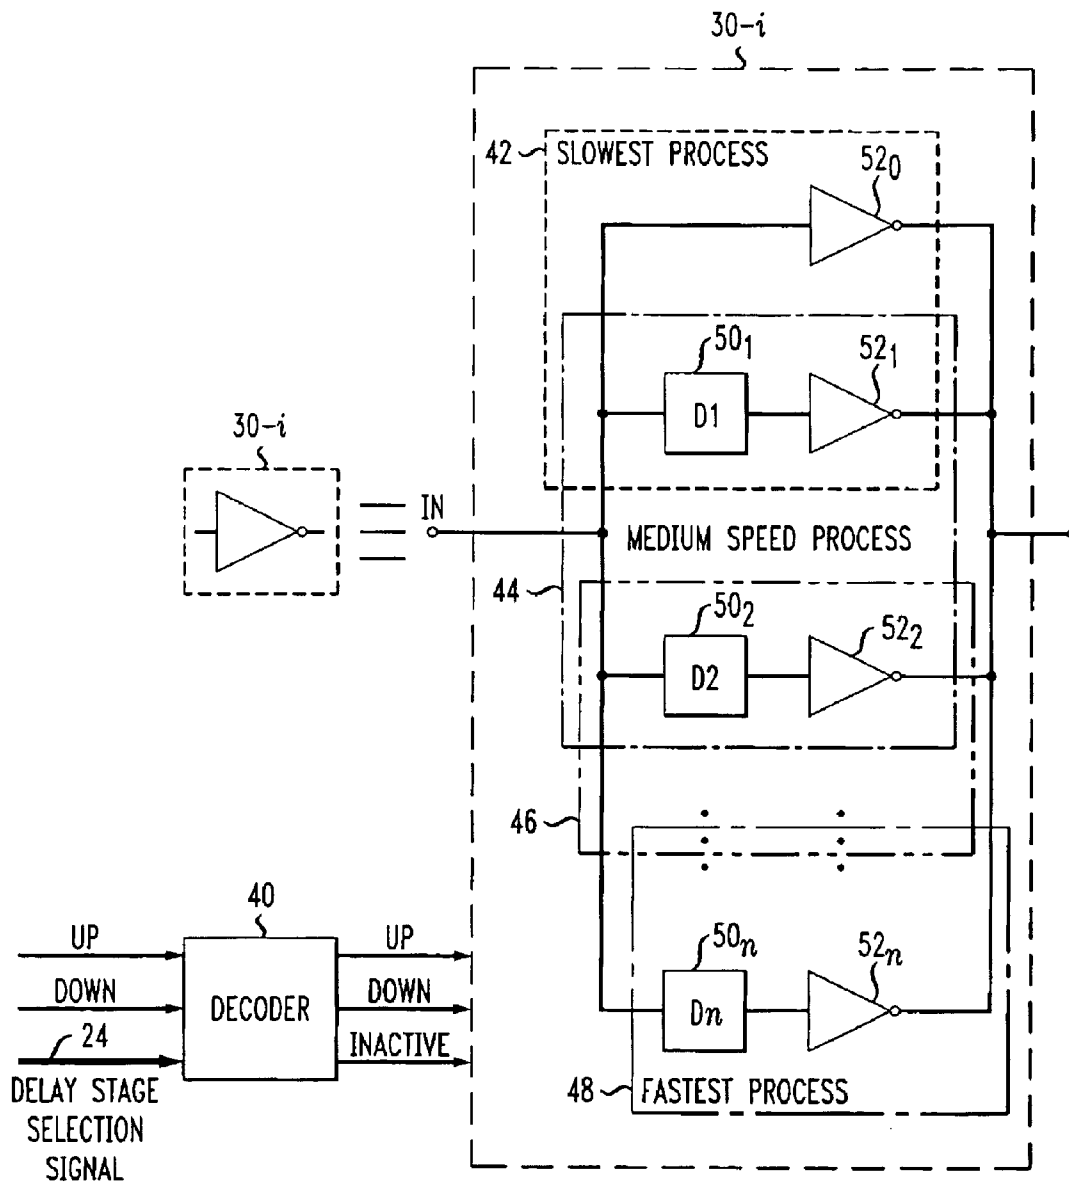 30-i
42
SLOWEST PROCESS
52₀
50₁
52₁
D1
30-i
IN
MEDIUM SPEED PROCESS
44
50₂
52₂
D2
46
40
50ₙ
52ₙ
UP
UP
DOWN
DECODER
DOWN
Dn
24
INACTIVE
DELAY STAGE
SELECTION
SIGNAL
48
FASTEST PROCESS